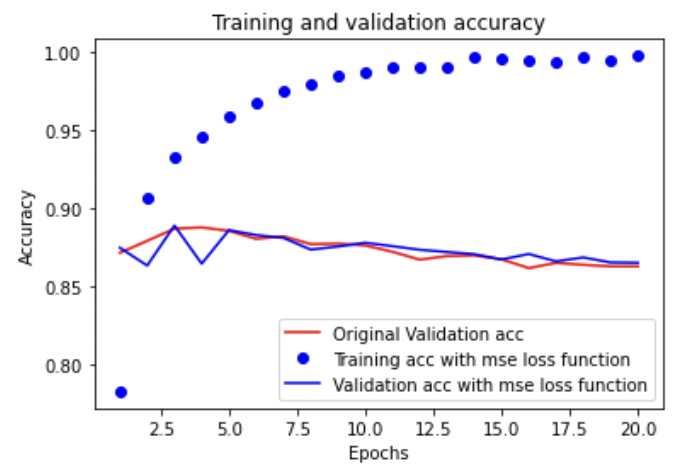 Training and validation accuracy
1.00
0.95
0.90
0.85
0.80
Accuracy
Original Validation acc
Training acc with mse loss function
Validation acc with mse loss function
2.5 5.0 7.5 10.0 12.5 15.0 17.5 20.0
Epochs